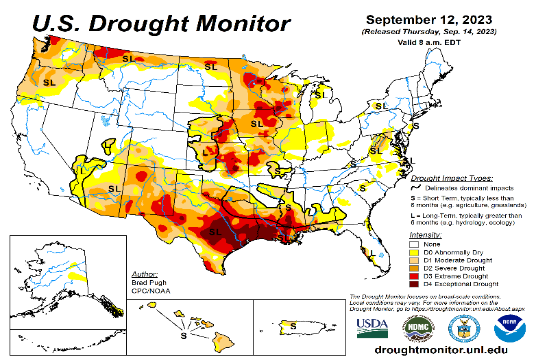 U.S. Drought Monitor
September 12, 2023
(Released Thursday, Sep. 14, 2023)
Valid 8 a.m. EDT
SL
SL
SL
SL
SL
SL
S
SL
SL
SL
L
SL
L
S
S
S
SL
SL
S
L
SL
S
S
Drought Impact Types:
Delineates dominant impacts
S = Short Term, typically less than
6 months (e.g. agriculture, grasslands)
L = Long-Term, typically greater than
6 months (e.g. hydrology, ecology)
Intensity:
None
D0 Abnormally Dry
D1 Moderate Drought
D2 Severe Drought
D3 Extreme Drought
D4 Exceptional Drought
Author:
Brad Pugh
CPC/NOAA
The Drought Monitor focuses on broad-scale conditions.
Local conditions may vary. For more information on the
Drought Monitor, go to https://droughtmonitor.unl.edu/About.aspx
USDA
NDMC
NOAA
droughtmonitor.unl.edu